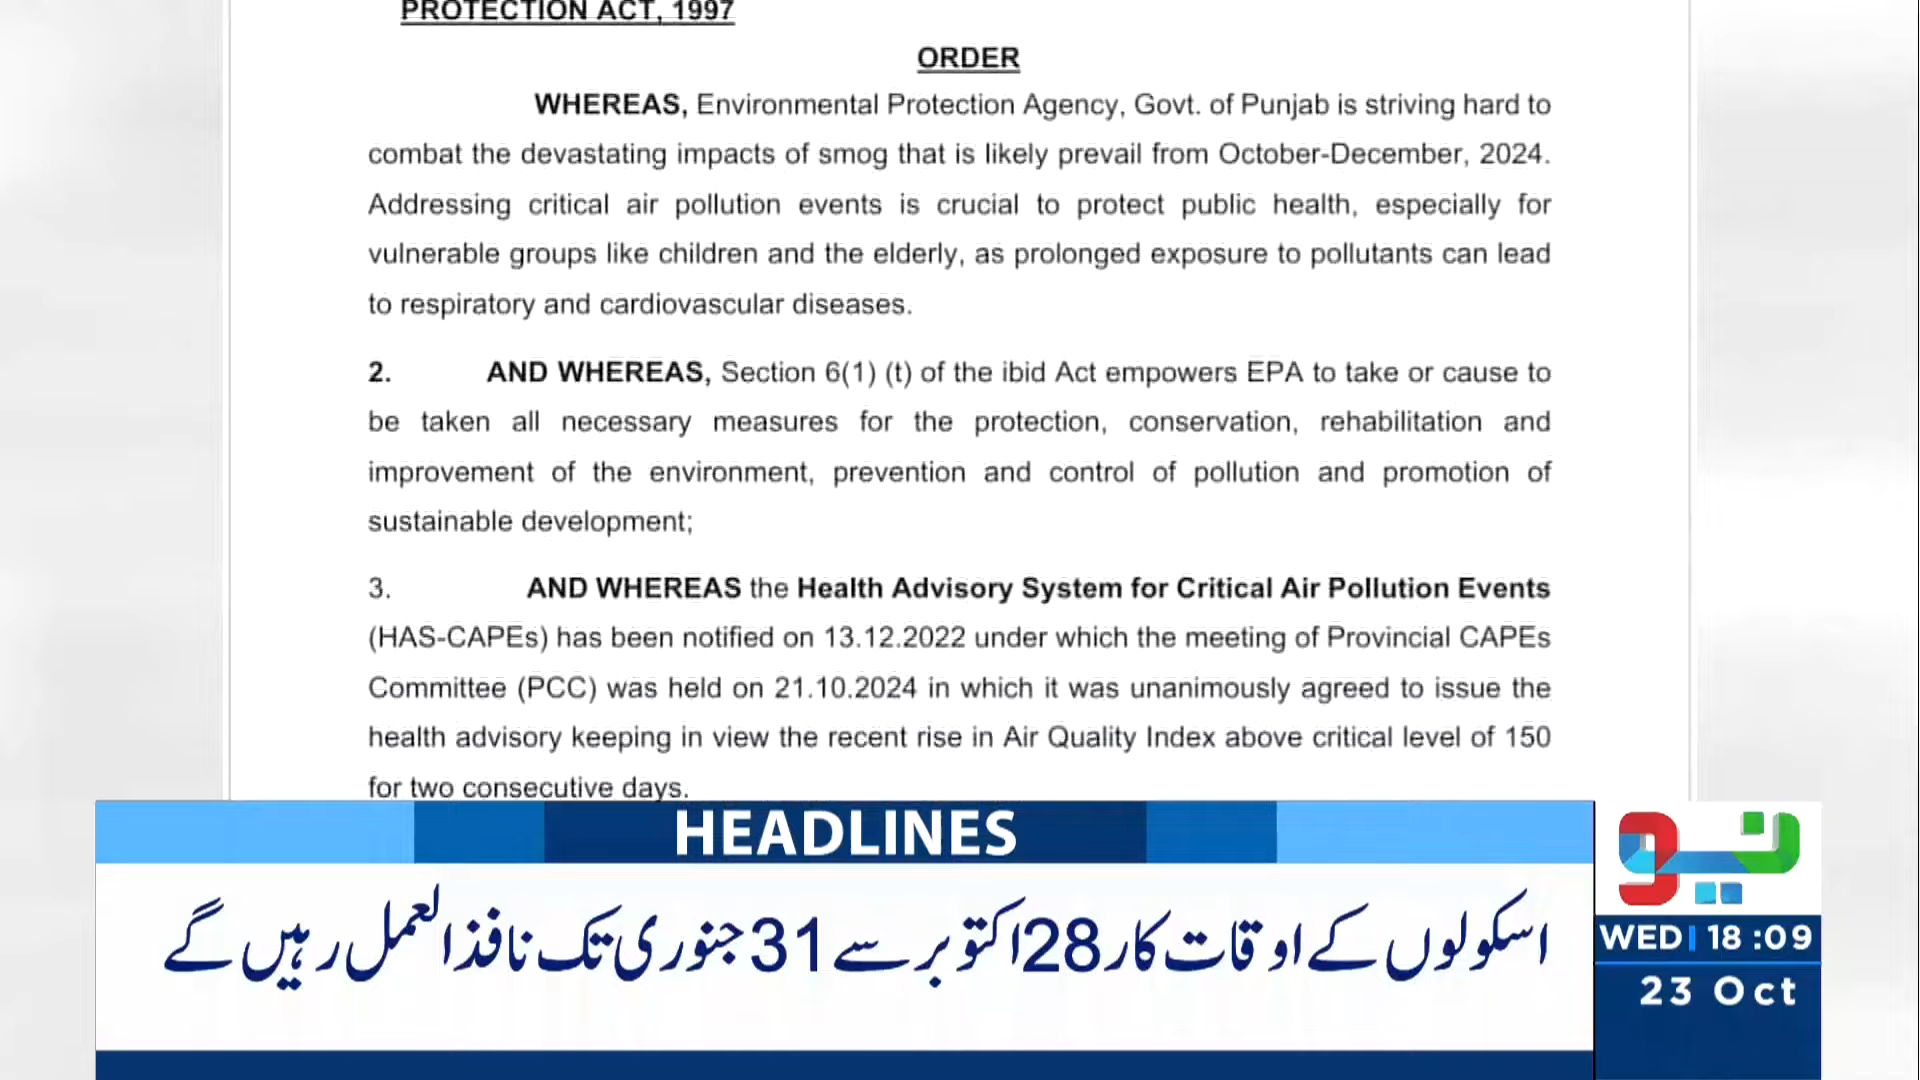 PROTECTION ACT, 1997
ORDER
WHEREAS, Environmental Protection Agency, Govt. of Punjab is striving hard to
combat the devastating impacts of smog that is likely prevail from October-December, 2024.
Addressing critical air pollution events is crucial to protect public health, especially for
vulnerable groups like children and the elderly, as prolonged exposure to pollutants can lead
to respiratory and cardiovascular diseases.
2. AND WHEREAS, Section 6(1) (t) of the ibid Act empowers EPA to take or cause to
be taken all necessary measures for the protection, conservation, rehabilitation and
improvement of the environment, prevention and control of pollution and promotion of
sustainable development;
3. AND WHEREAS the Health Advisory System for Critical Air Pollution Events
(HAS-CAPEs) has been notified on 13.12.2022 under which the meeting of Provincial CAPEs
Committee (PCC) was held on 21.10.2024 in which it was unanimously agreed to issue the
health advisory keeping in view the recent rise in Air Quality Index above critical level of 150
for two consecutive days.
HEADLINES
اسکولوں کے اوقات کار 28 اکتوبر سے 31 جنوری تک نافذ العمل رہیں گے
نیو
WED 18:09
23 Oct